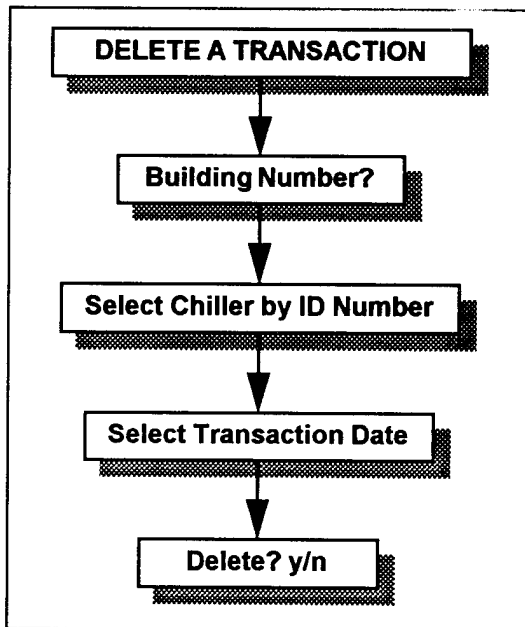 DELETE A TRANSACTION
Building Number?
Select Chiller by ID Number
Select Transaction Date
Delete? y/n